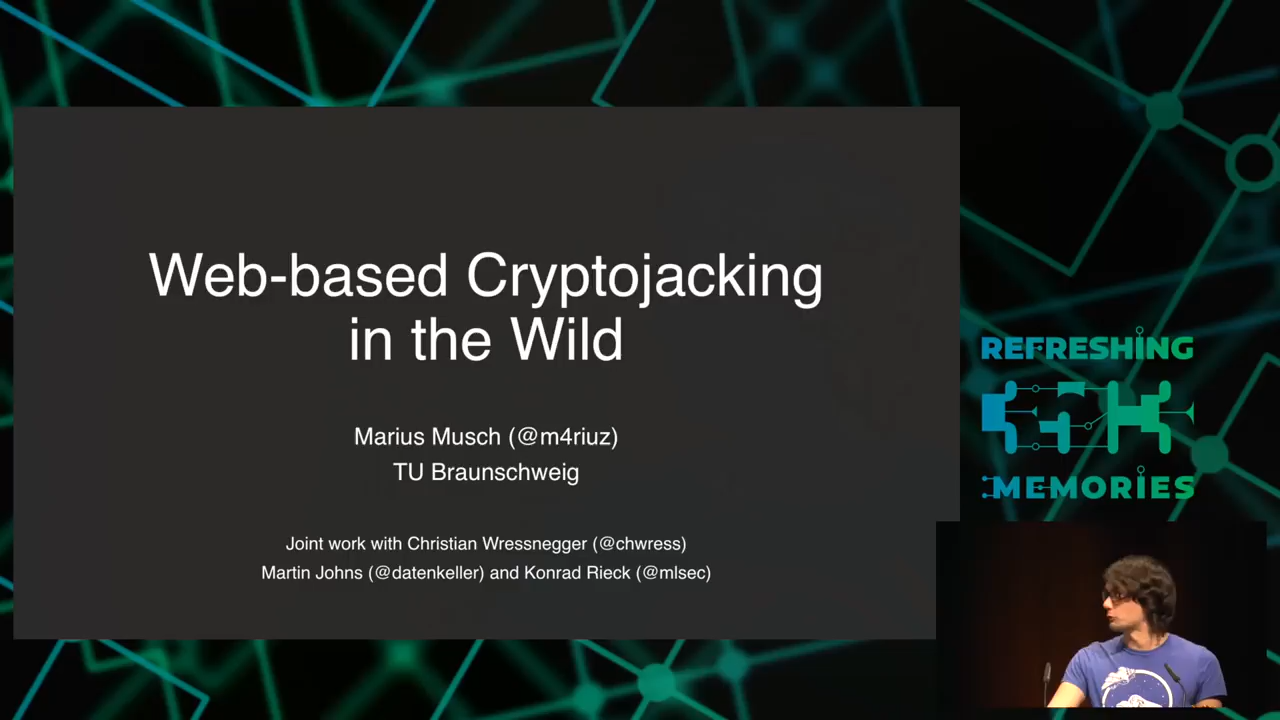 Web-based Cryptojacking
in the Wild
Marius Musch (@m4riuz)
TU Braunschweig
Joint work with Christian Wressnegger (@chwress)
Martin Johns (@datenkeller) and Konrad Rieck (@mlsec)
REFRESHING
35C3
MEMORIES